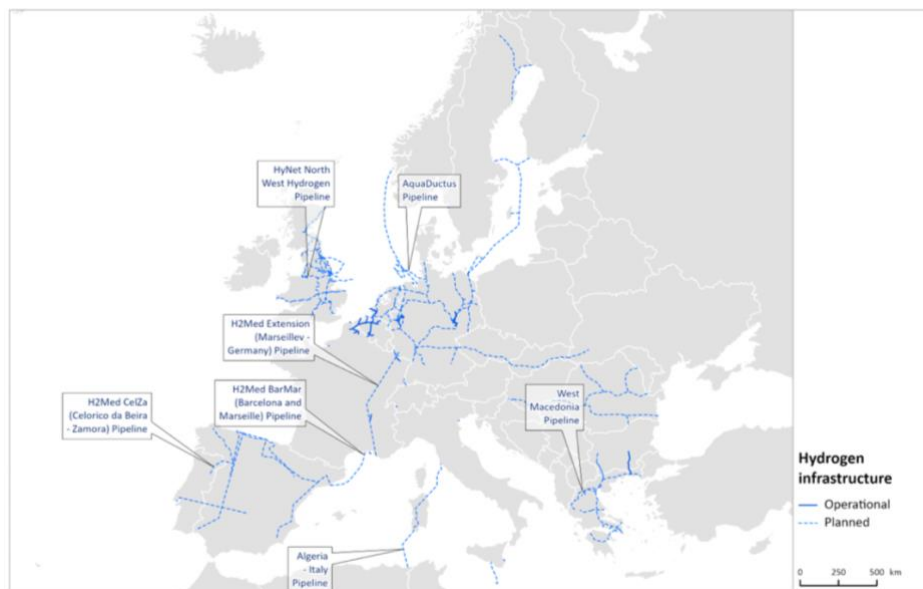 HyNet North
West Hydrogen
Pipeline
AquaDuctus
Pipeline
H2Med Extension
(Marseillev -
Germany) Pipeline
H2Med CelZa
(Celorico da Beira
- Zamora) Pipeline
H2Med BarMar
(Barcelona and
Marseille) Pipeline
West
Macedonia
Pipeline
Algeria
- Italy
Pipeline
Hydrogen
infrastructure
Operational
Planned
0 250 500 km